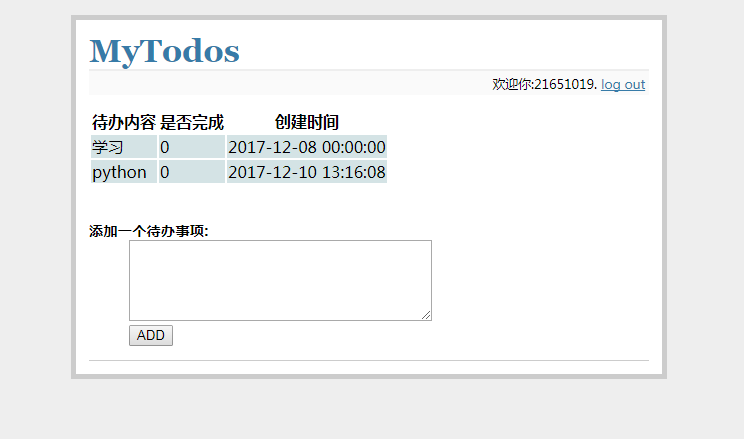 MyTodos
欢迎你:21651019. log out
待办内容 是否完成 创建时间
学习 0 2017-12-08 00:00:00
python 0 2017-12-10 13:16:08
添加一个待办事项:
ADD